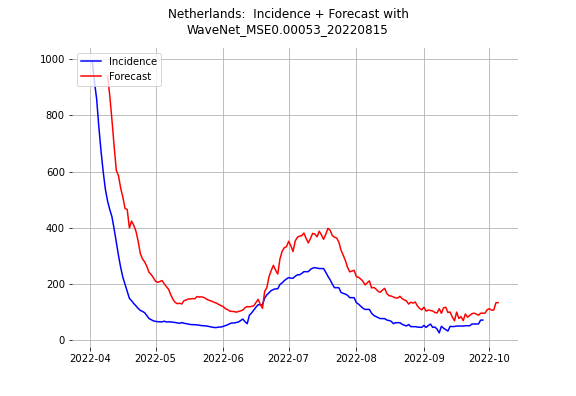 Netherlands:  Incidence + Forecast with
WaveNet_MSE0.00053_20220815
Incidence
Forecast
1000
800
600
400
200
0
2022-04 2022-05 2022-06 2022-07 2022-08 2022-09 2022-10